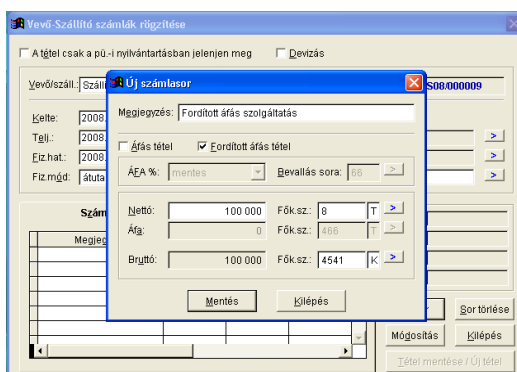 Vevő-Szállító számlák rögzítése
A tétel csak a pü.-i nyilvántartásban jelenjen meg
Devizás
Vevő/száll.: Szálli
S08/000009
Kelte: 2008.
Telj.: 2008.
Fiz.hat.: 2008.
Fiz.mód: átuta
>
>
>
Új számlasor
Megjegyzés: Fordított áfás szolgáltatás
Áfás tétel
Fordított áfás tétel
ÁFA %: mentes
Bevallás sora: 66 >
Nettó: 100 000 Fők.sz.: 8 T >
Áfa: 0 Fők.sz.: 466 T >
Bruttó: 100 000 Fők.sz.: 4541 K >
Mentés
Kilépés
Szám
Megjeg
Sor törlése
Módosítás
Kilépés
Tétel mentése / Új tétel